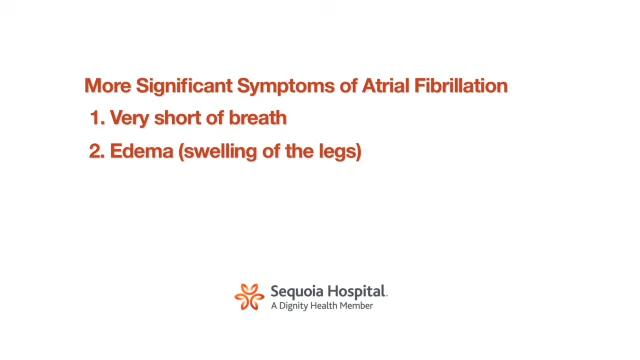 More Significant Symptoms of Atrial Fibrillation
1. Very short of breath
2. Edema (swelling of the legs)
Sequoia Hospital.
A Dignity Health Member